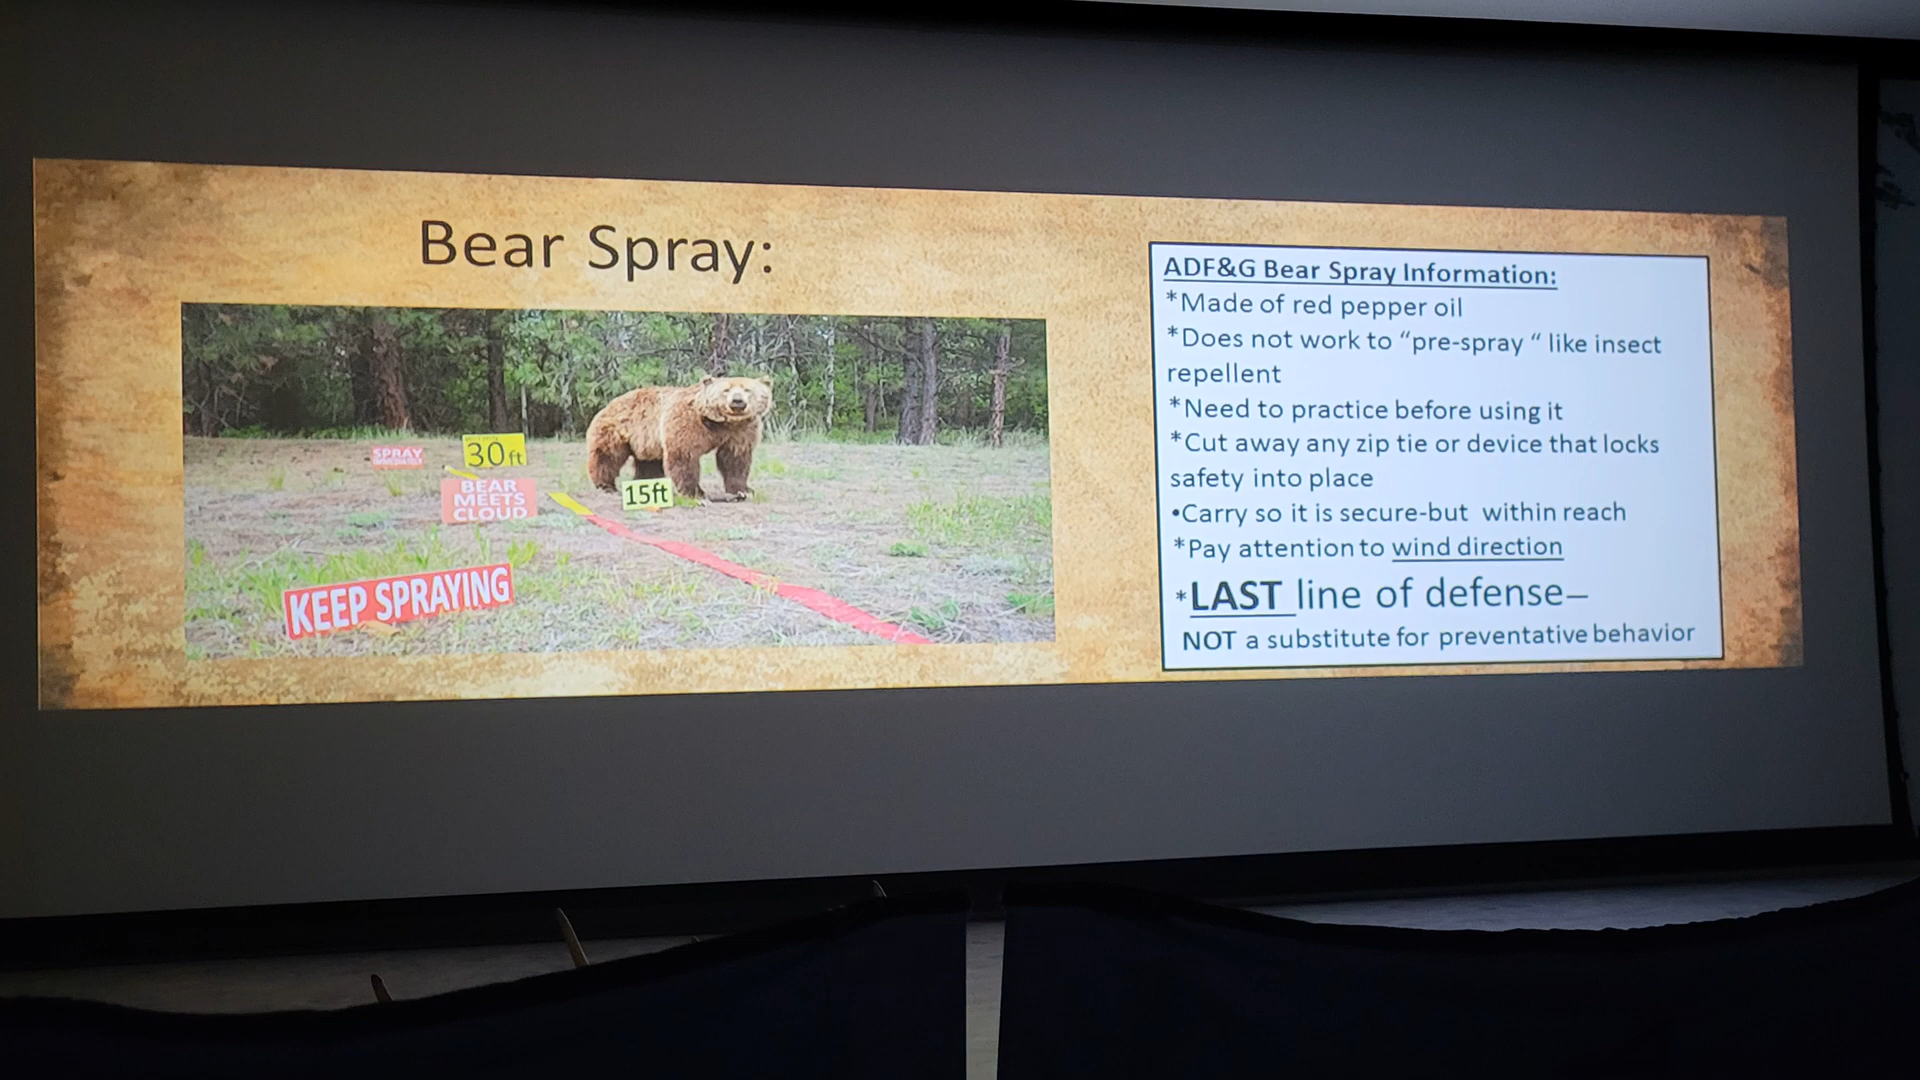 Bear Spray:
SPRAY
IMMEDIATELY
30ft
BEAR
MEETS
CLOUD
15ft
KEEP SPRAYING
ADF&G Bear Spray Information:
*Made of red pepper oil
*Does not work to “pre-spray “ like insect
repellent
*Need to practice before using it
*Cut away any zip tie or device that locks
safety into place
•Carry so it is secure-but within reach
*Pay attention to wind direction
*LAST line of defense–
NOT a substitute for preventative behavior